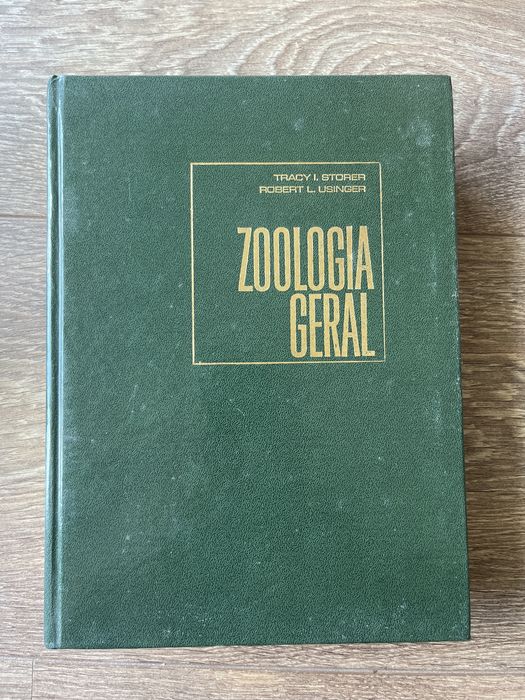 TRACY I. STORER
ROBERT L. USINGER
ZOOLOGIA
GERAL